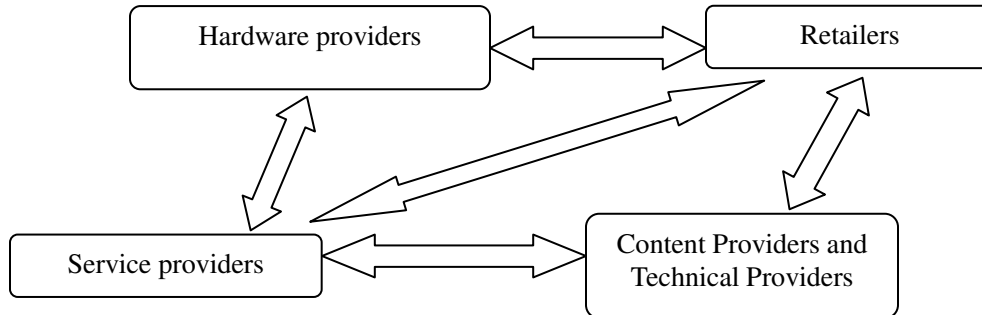 Hardware providers
Retailers
Service providers
Content Providers and
Technical Providers